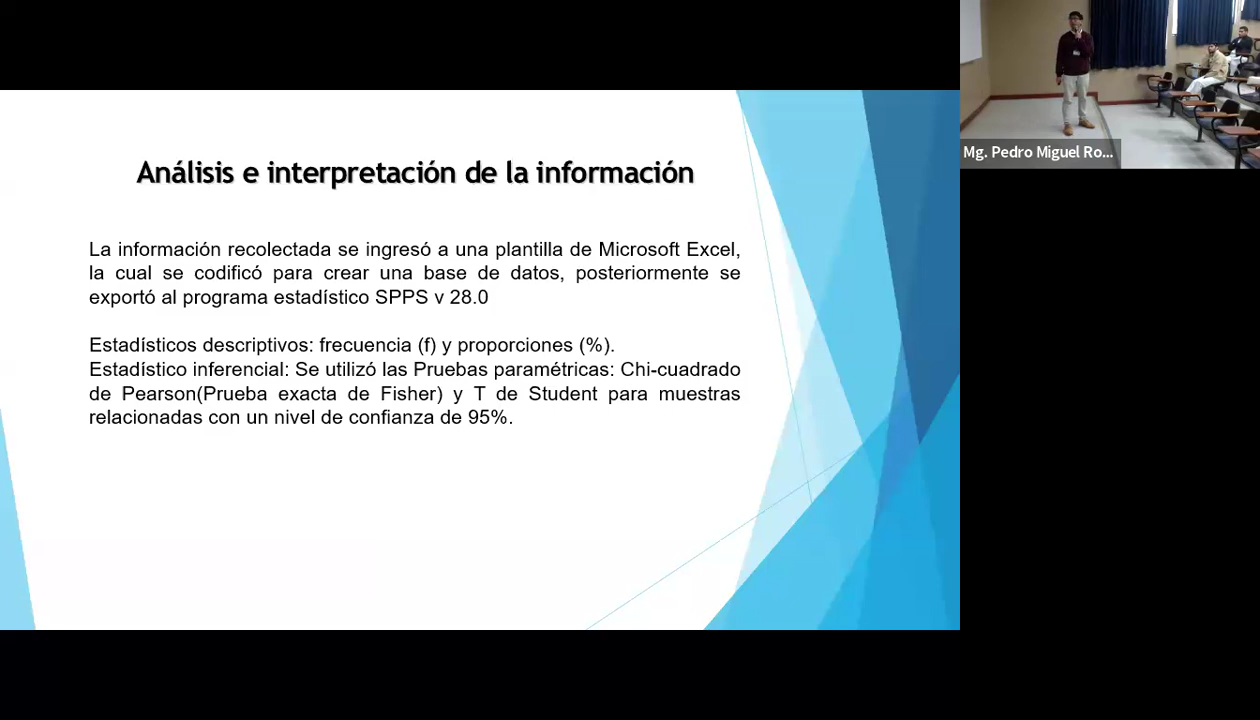 Análisis e interpretación de la información
La información recolectada se ingresó a una plantilla de Microsoft Excel,
la cual se codificó para crear una base de datos, posteriormente se
exportó al programa estadístico SPPS v 28.0
Estadísticos descriptivos: frecuencia (f) y proporciones (%).
Estadístico inferencial: Se utilizó las Pruebas paramétricas: Chi-cuadrado
de Pearson(Prueba exacta de Fisher) y T de Student para muestras
relacionadas con un nivel de confianza de 95%.
Mg. Pedro Miguel Ro...